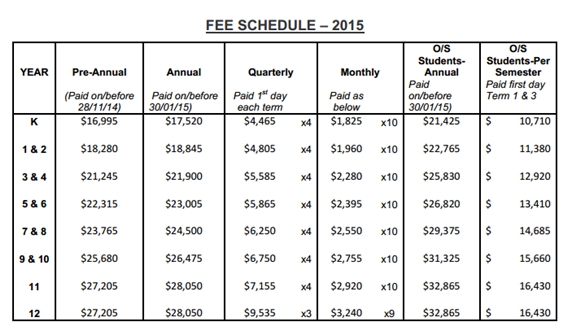 FEE SCHEDULE – 2015
YEAR Pre-Annual Annual Quarterly Monthly O/S Students- Annual O/S Students-Per Semester
(Paid on/before 28/11/14) Paid on/before 30/01/15) Paid 1st day each term Paid as below Paid on/before 30/01/15) Paid first day Term 1 & 3
K $16,995 $17,520 $4,465 x4 $1,825 x10 $21,425 $ 10,710
1 & 2 $18,280 $18,845 $4,805 x4 $1,960 x10 $22,765 $ 11,380
3 & 4 $21,245 $21,900 $5,585 x4 $2,280 x10 $25,830 $ 12,920
5 & 6 $22,315 $23,005 $5,865 x4 $2,395 x10 $26,820 $ 13,410
7 & 8 $23,765 $24,500 $6,250 x4 $2,550 x10 $29,375 $ 14,685
9 & 10 $25,680 $26,475 $6,750 x4 $2,755 x10 $31,325 $ 15,660
11 $27,205 $28,050 $7,155 x4 $2,920 x10 $32,865 $ 16,430
12 $27,205 $28,050 $9,535 x3 $3,240 x9 $32,865 $ 16,430